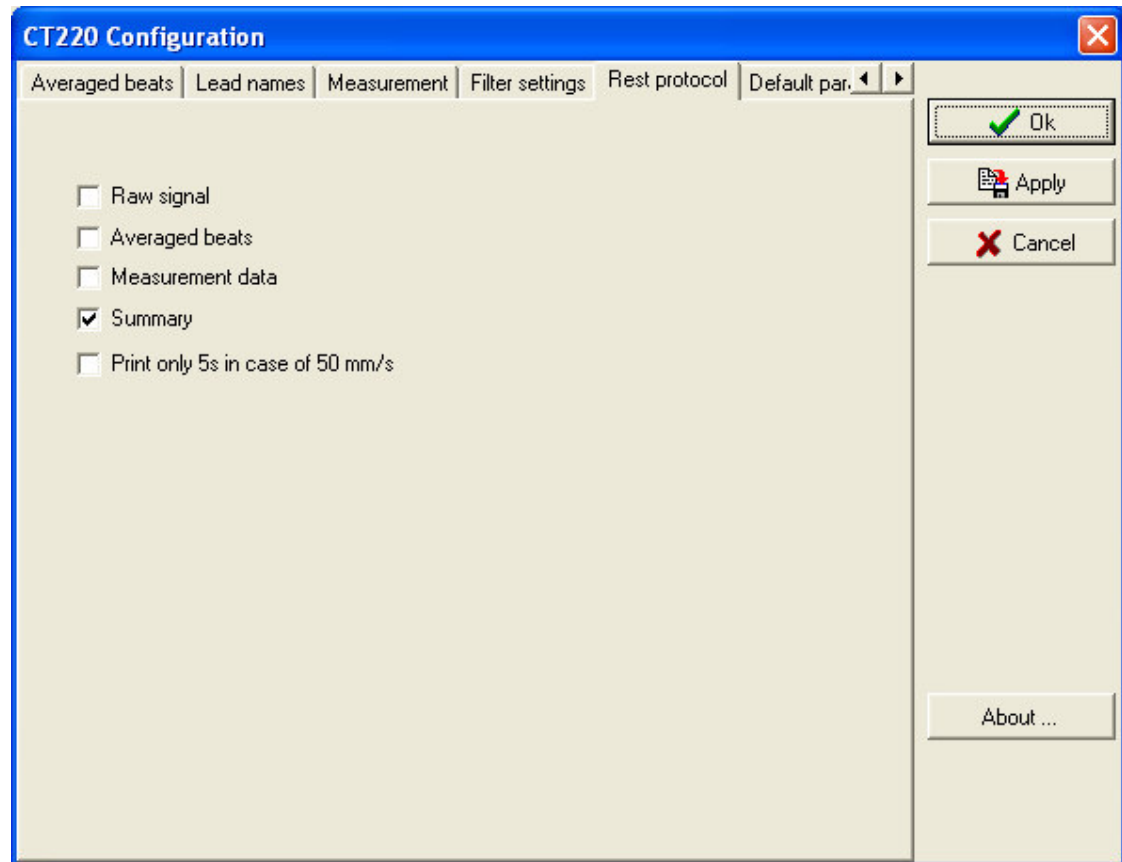 CT220 Configuration
Averaged beats Lead names Measurement Filter settings Rest protocol Default par
Ok
Apply
Cancel
Raw signal
Averaged beats
Measurement data
Summary
Print only 5s in case of 50 mm/s
About ...